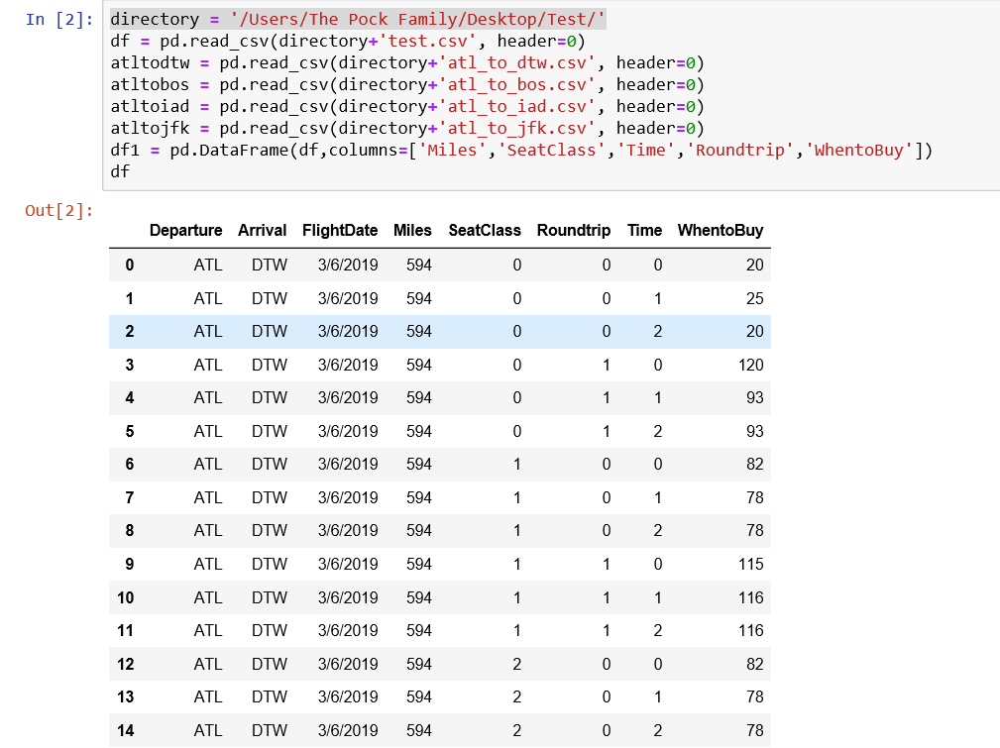 In [2]: directory = '/Users/The Pock Family/Desktop/Test/'
df = pd.read_csv(directory+'test.csv', header=0)
atltodtw = pd.read_csv(directory+'atl_to_dtw.csv', header=0)
atltobos = pd.read_csv(directory+'atl_to_bos.csv', header=0)
atltoiad = pd.read_csv(directory+'atl_to_iad.csv', header=0)
atltojfk = pd.read_csv(directory+'atl_to_jfk.csv', header=0)
df1 = pd.DataFrame(df,columns=['Miles','SeatClass','Time','Roundtrip','WhentoBuy'])
df
Out[2]:
Departure Arrival FlightDate Miles SeatClass Roundtrip Time WhentoBuy
0 ATL DTW 3/6/2019 594 0 0 0 20
1 ATL DTW 3/6/2019 594 0 0 1 25
2 ATL DTW 3/6/2019 594 0 0 2 20
3 ATL DTW 3/6/2019 594 0 1 0 120
4 ATL DTW 3/6/2019 594 0 1 1 93
5 ATL DTW 3/6/2019 594 0 1 2 93
6 ATL DTW 3/6/2019 594 1 0 0 82
7 ATL DTW 3/6/2019 594 1 0 1 78
8 ATL DTW 3/6/2019 594 1 0 2 78
9 ATL DTW 3/6/2019 594 1 1 0 115
10 ATL DTW 3/6/2019 594 1 1 1 116
11 ATL DTW 3/6/2019 594 1 1 2 116
12 ATL DTW 3/6/2019 594 2 0 0 82
13 ATL DTW 3/6/2019 594 2 0 1 78
14 ATL DTW 3/6/2019 594 2 0 2 78